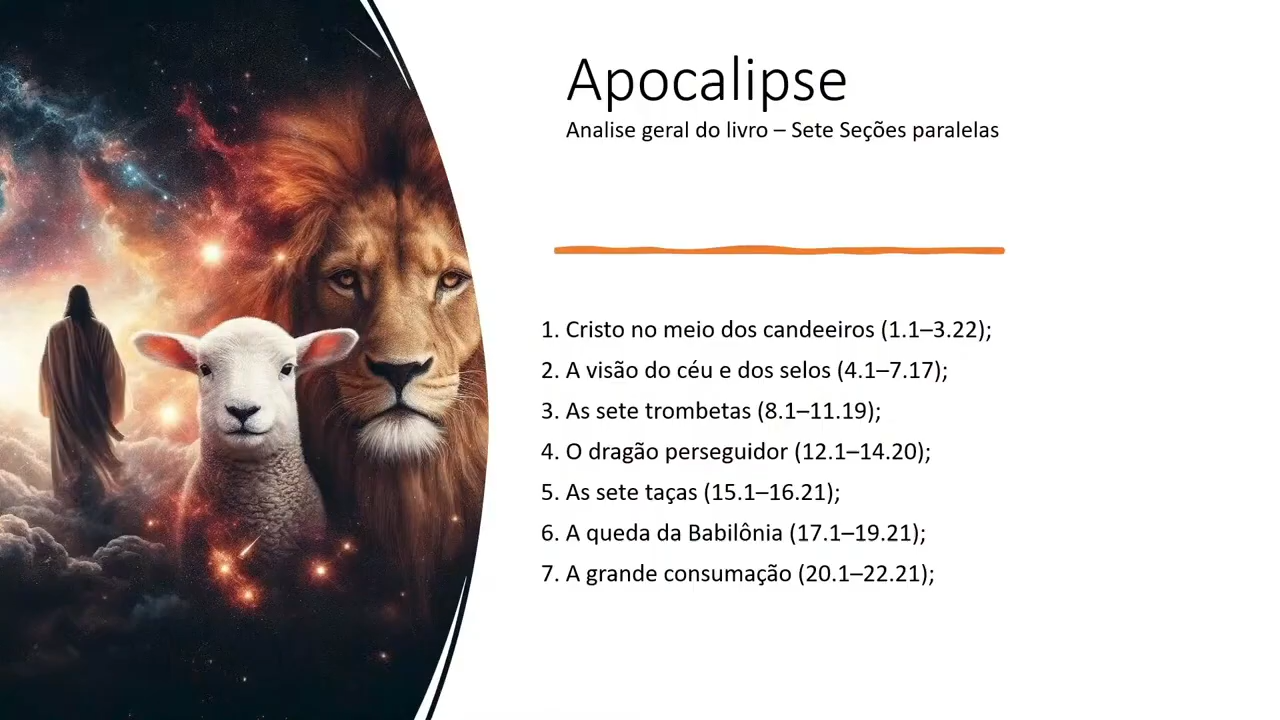 Apocalipse
Analise geral do livro – Sete Seções paralelas
1. Cristo no meio dos candeeiros (1.1–3.22);
2. A visão do céu e dos selos (4.1–7.17);
3. As sete trombetas (8.1–11.19);
4. O dragão perseguidor (12.1–14.20);
5. As sete taças (15.1–16.21);
6. A queda da Babilônia (17.1–19.21);
7. A grande consumação (20.1–22.21);